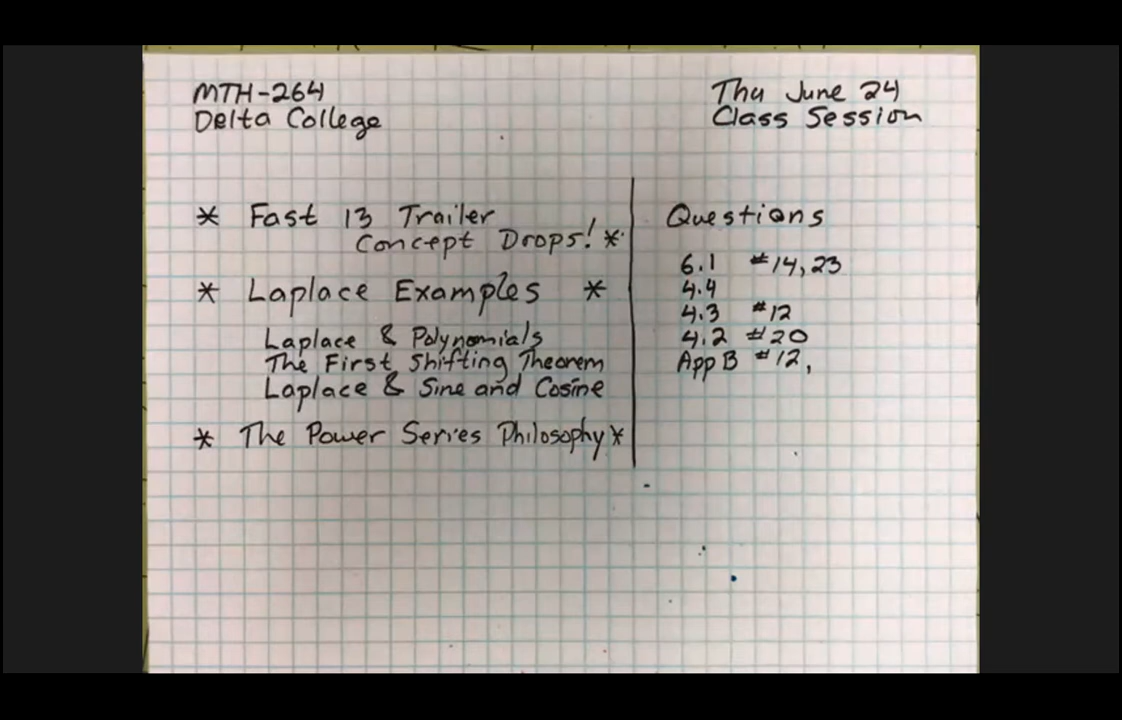 MTH-264
Delta College
Thu June 24
Class Session
* Fast 13 Trailer
Concept Drops! *
* Laplace Examples *
Laplace & Polynomials
The First Shifting Theorem
Laplace & Sine and Cosine
* The Power Series Philosophy *
Questions
6.1 #14, 23
4.4
4.3 #12
4.2 #20
App B #12,